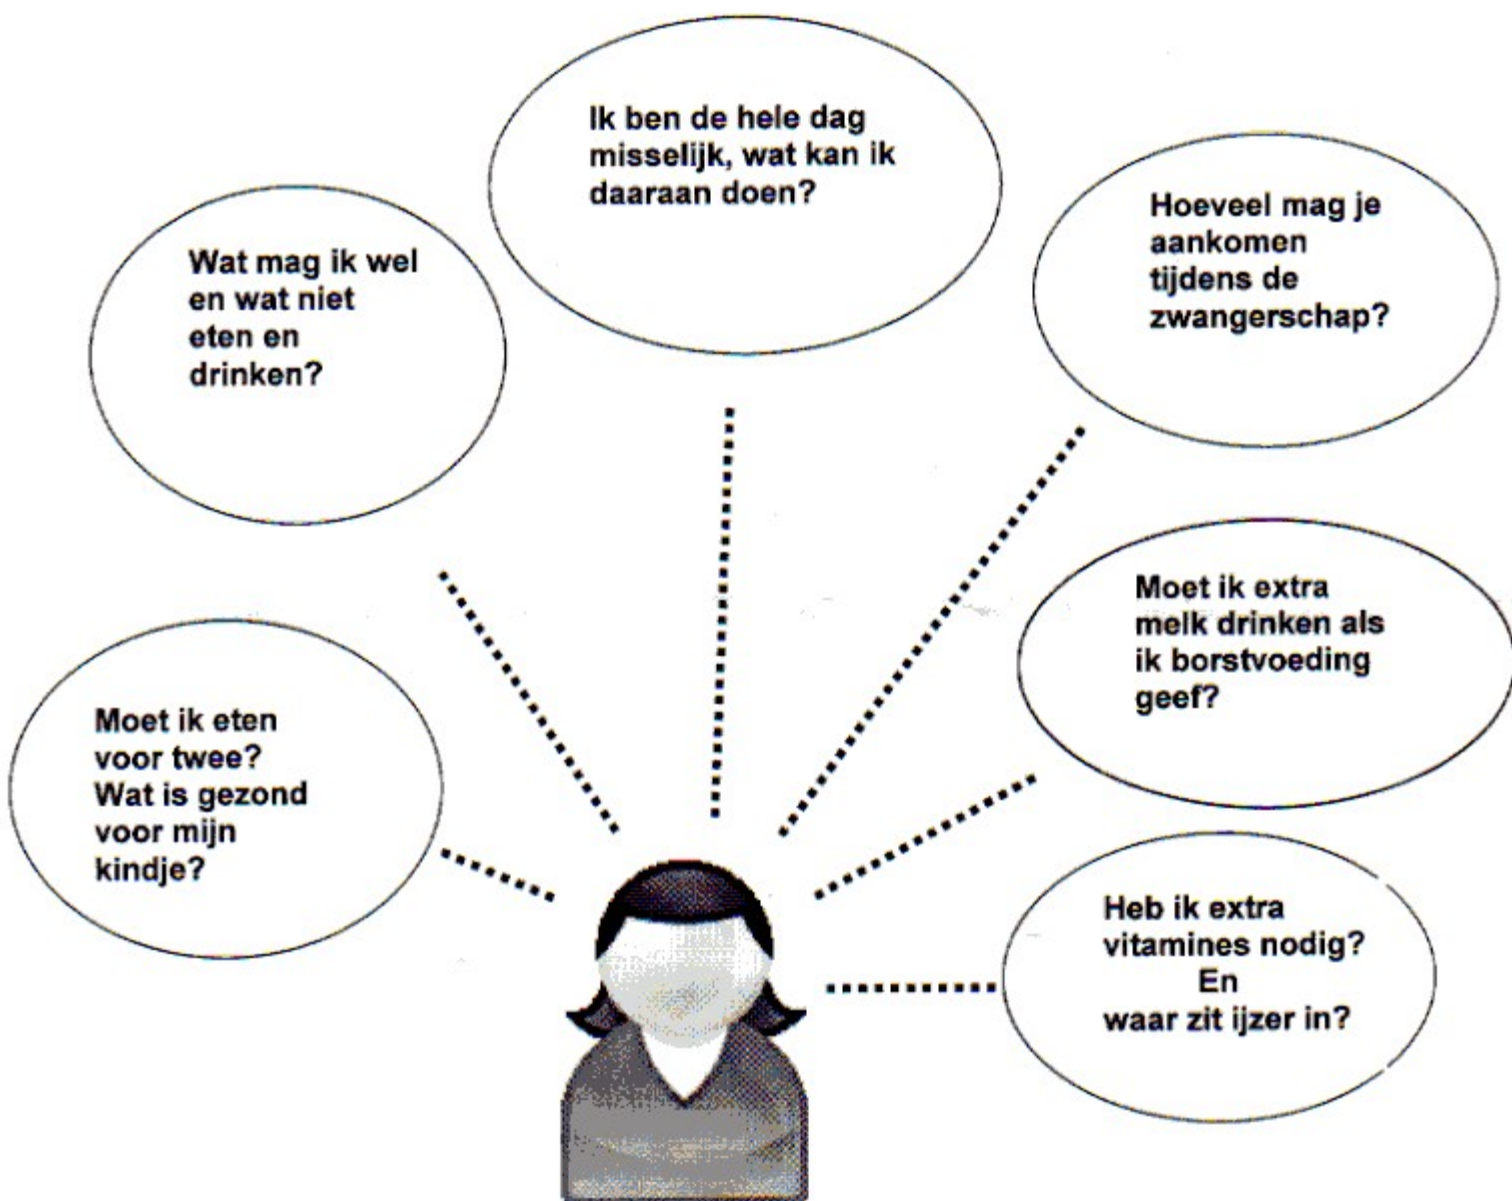 Ik ben de hele dag
misselijk, wat kan ik
daaraan doen?
Wat mag ik wel
en wat niet
eten en
drinken?
Hoeveel mag je
aankomen
tijdens de
zwangerschap?
Moet ik extra
melk drinken als
ik borstvoeding
geef?
Moet ik eten
voor twee?
Wat is gezond
voor mijn
kindje?
Heb ik extra
vitamines nodig?
En
waar zit ijzer in?